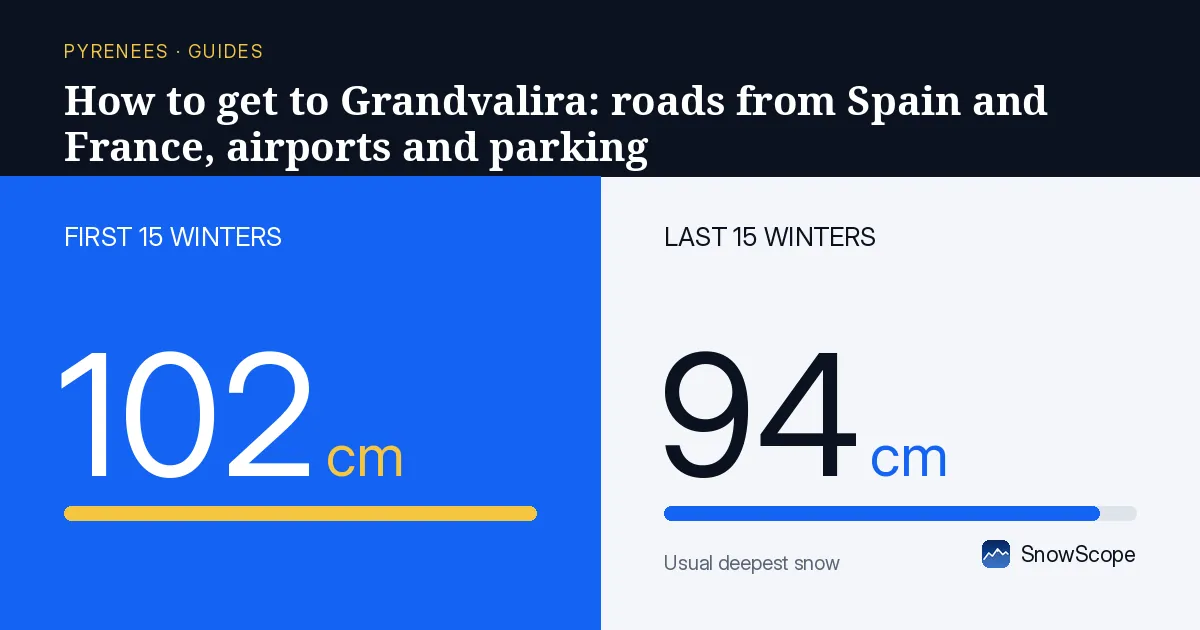 PYRENEES · GUIDES
How to get to Grandvalira: roads from Spain and
France, airports and parking
FIRST 15 WINTERS
102 cm
LAST 15 WINTERS
94 cm
Usual deepest snow
SnowScope